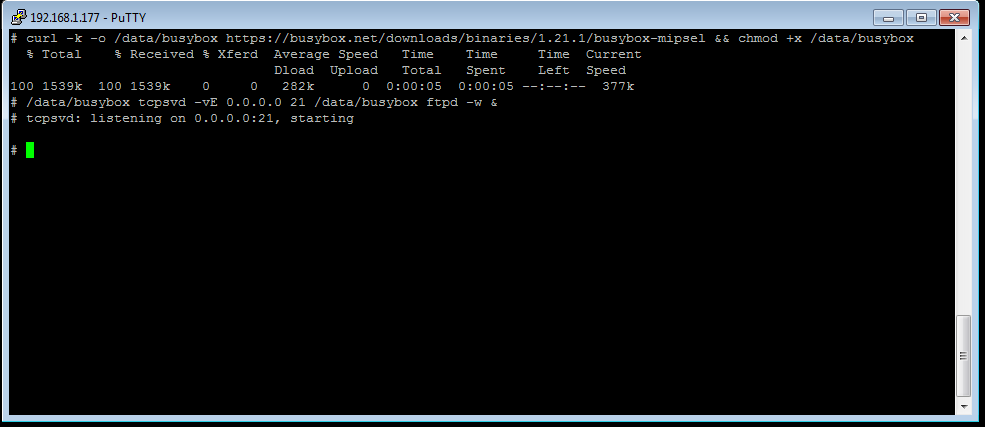 192.168.1.177 - PuTTY
# curl -k -o /data/busybox https://busybox.net/downloads/binaries/1.21.1/busybox-mipsel && chmod +x /data/busybox
  % Total    % Received % Xferd  Average Speed   Time    Time     Time  Current
                                 Dload  Upload   Total   Spent    Left  Speed
100 1539k  100 1539k    0     0   282k      0  0:00:05  0:00:05 --:--:--  377k
# /data/busybox tcpsvd -vE 0.0.0.0 21 /data/busybox ftpd -w &
# tcpsvd: listening on 0.0.0.0:21, starting
#